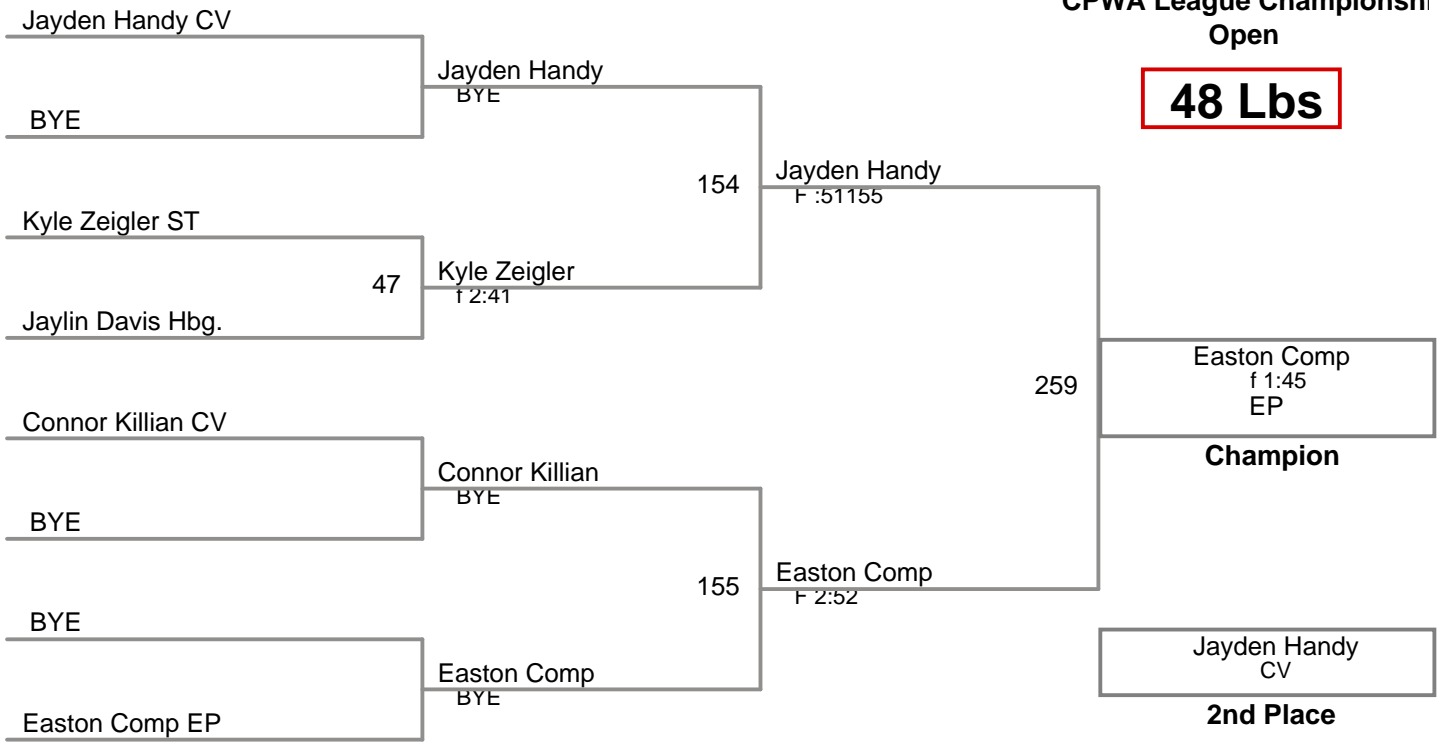 CPWA League Championshi
Open
48 Lbs
Jayden Handy CV
BYE
Kyle Zeigler ST
Jaylin Davis Hbg.
Connor Killian CV
BYE
BYE
Easton Comp EP
Jayden Handy
BYE
47
Kyle Zeigler
f 2:41
Connor Killian
BYE
Easton Comp
BYE
154
Jayden Handy
F :51155
155
Easton Comp
F 2:52
259
Easton Comp
f 1:45
EP
Champion
Jayden Handy
CV
2nd Place